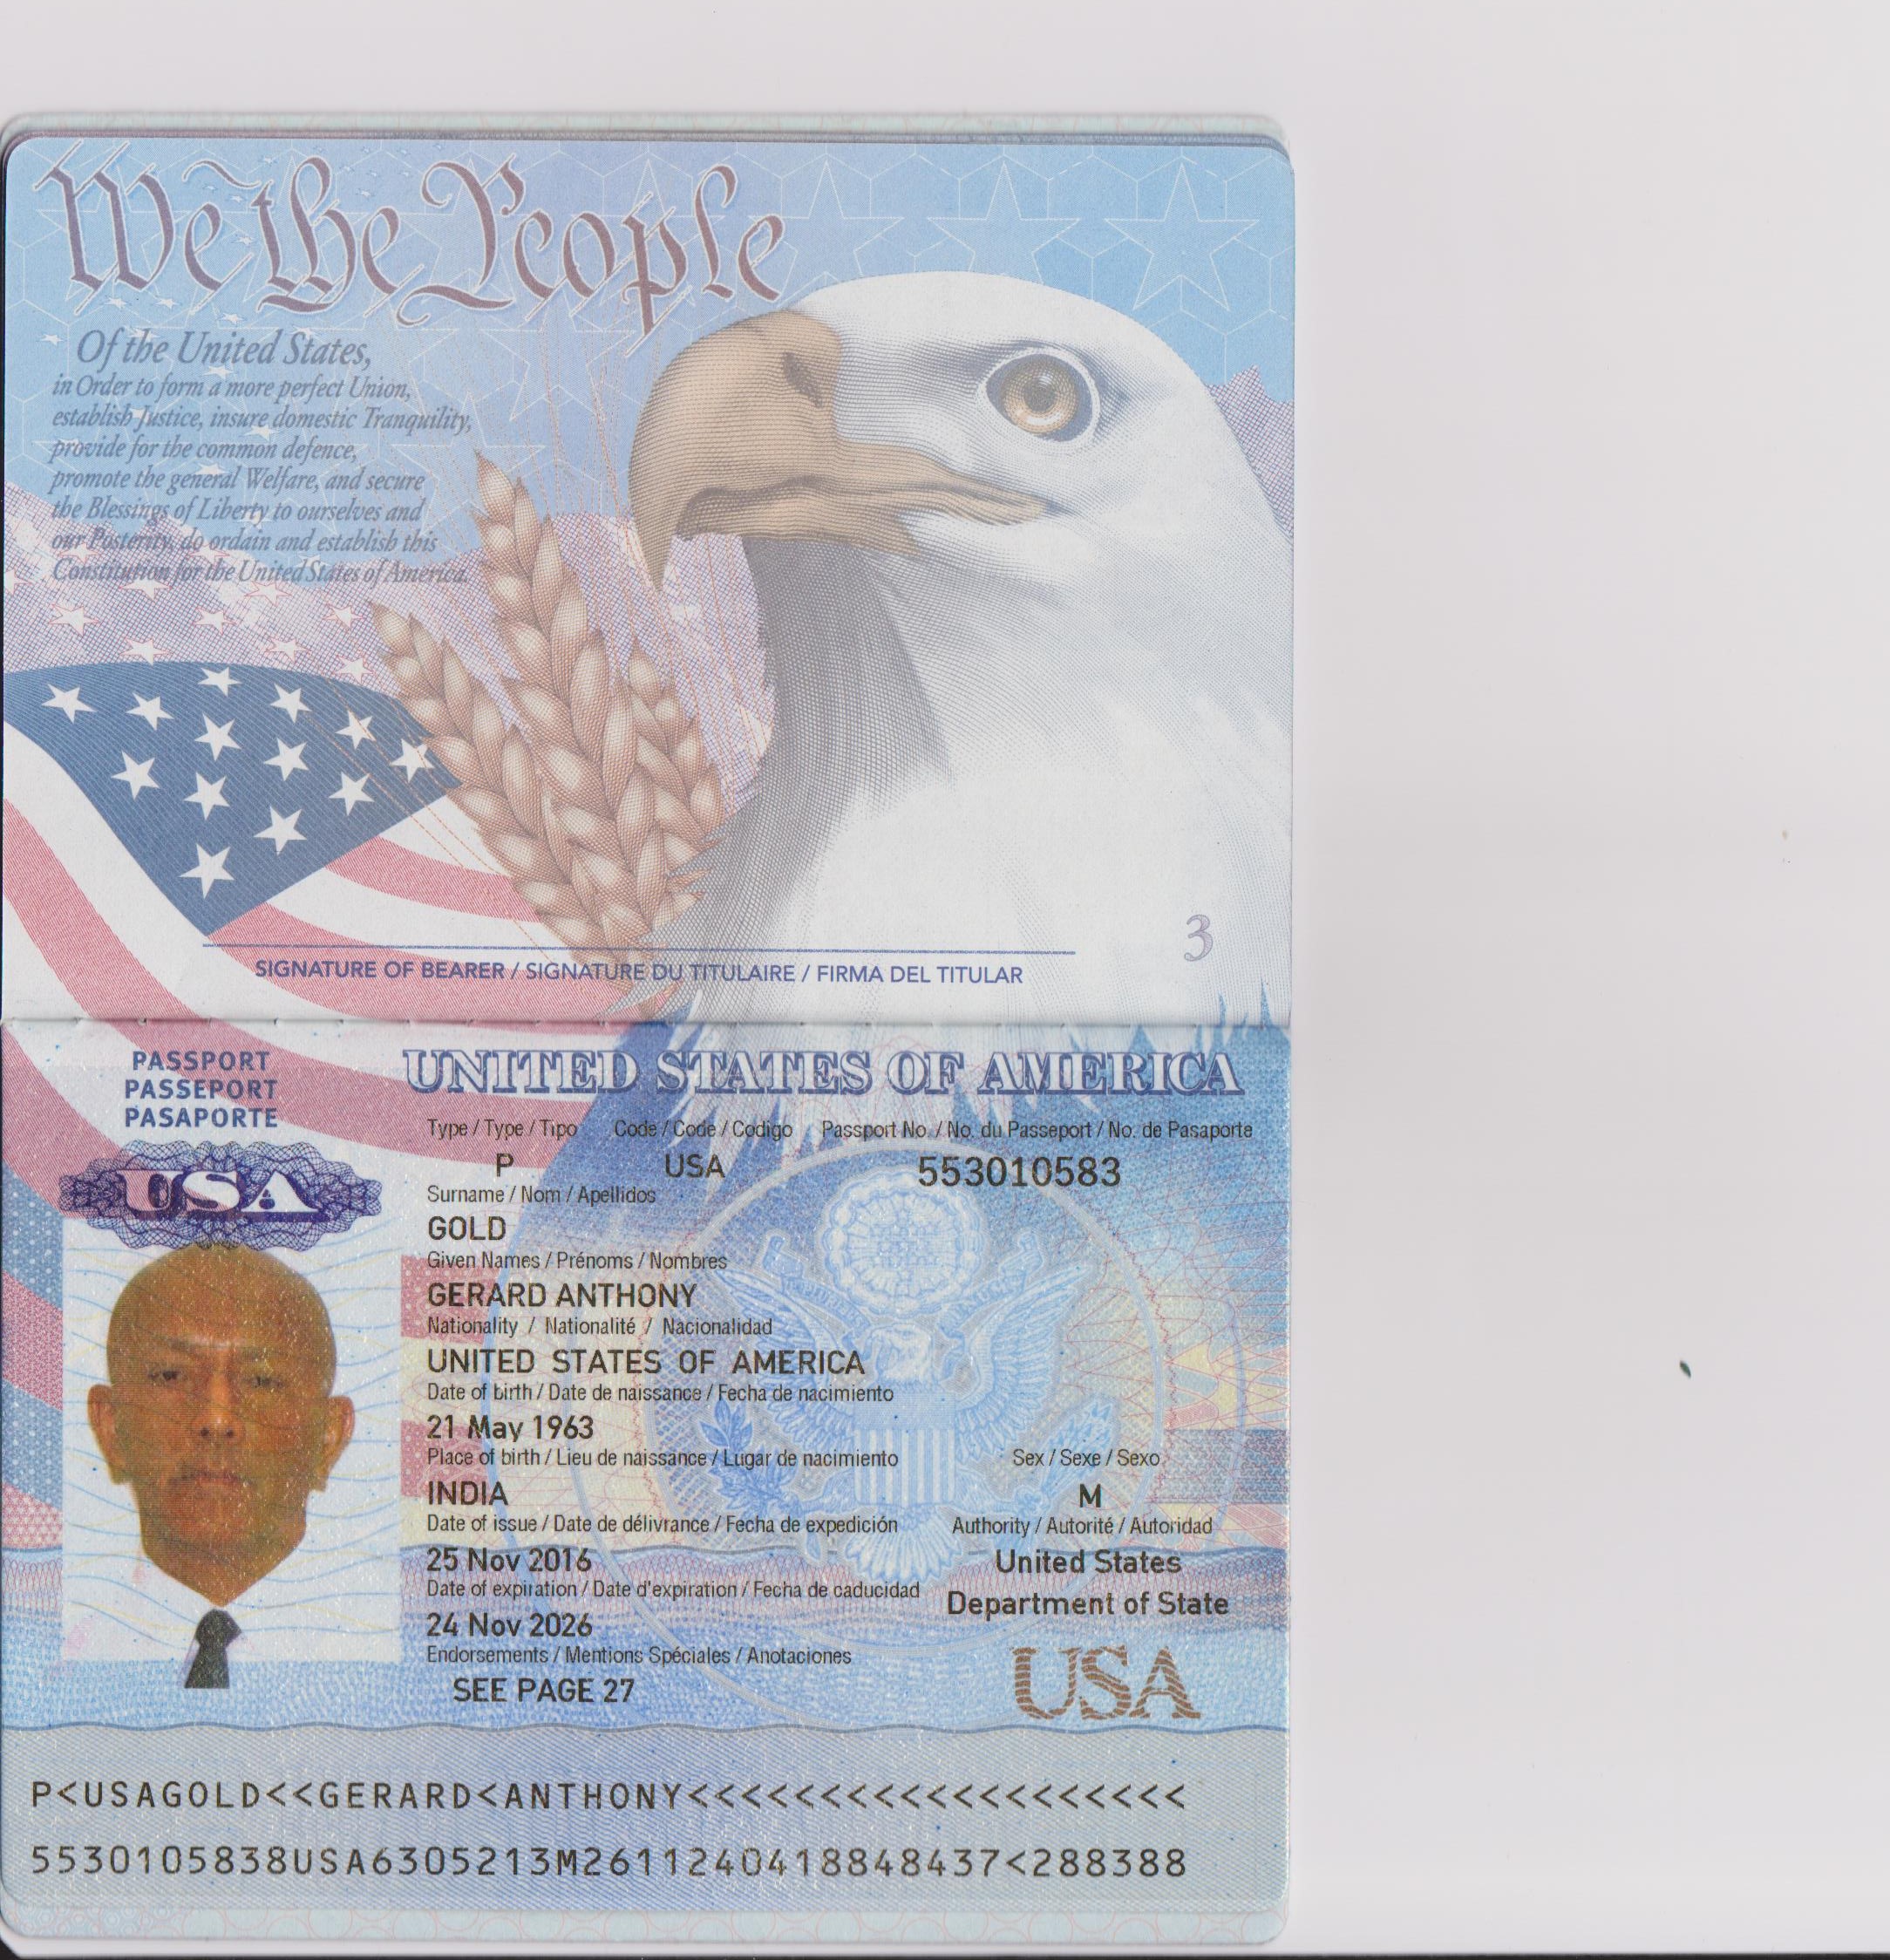 We the People
Of the United States,
in Order to form a more perfect Union,
establish Justice, insure domestic Tranquility,
provide for the common defence,
promote the general Welfare, and secure
the Blessings of Liberty to ourselves and
our Posterity, do ordain and establish this
Constitution for the United States of America.
3
SIGNATURE OF BEARER / SIGNATURE DU TITULAIRE / FIRMA DEL TITULAR
PASSPORT
PASSEPORT
PASAPORTE
USA
UNITED STATES OF AMERICA
Type / Type / Tipo Code / Code / Codigo Passport No. / No. du Passeport / No. de Pasaporte
P USA 553010583
Surname / Nom / Apellidos
GOLD
Given Names / Prénoms / Nombres
GERARD ANTHONY
Nationality / Nationalité / Nacionalidad
UNITED STATES OF AMERICA
Date of birth / Date de naissance / Fecha de nacimiento
21 May 1963
Place of birth / Lieu de naissance / Lugar de nacimiento Sex / Sexe / Sexo
INDIA M
Date of issue / Date de délivrance / Fecha de expedición Authority / Autorité / Autoridad
25 Nov 2016 United States
Date of expiration / Date d'expiration / Fecha de caducidad Department of State
24 Nov 2026
Endorsements / Mentions Spéciales / Anotaciones
SEE PAGE 27
USA
P<USAGOLD<<GERARD<ANTHONY<<<<<<<<<<<<<<<<<<<
5530105838USA6305213M2611240418848437<288388